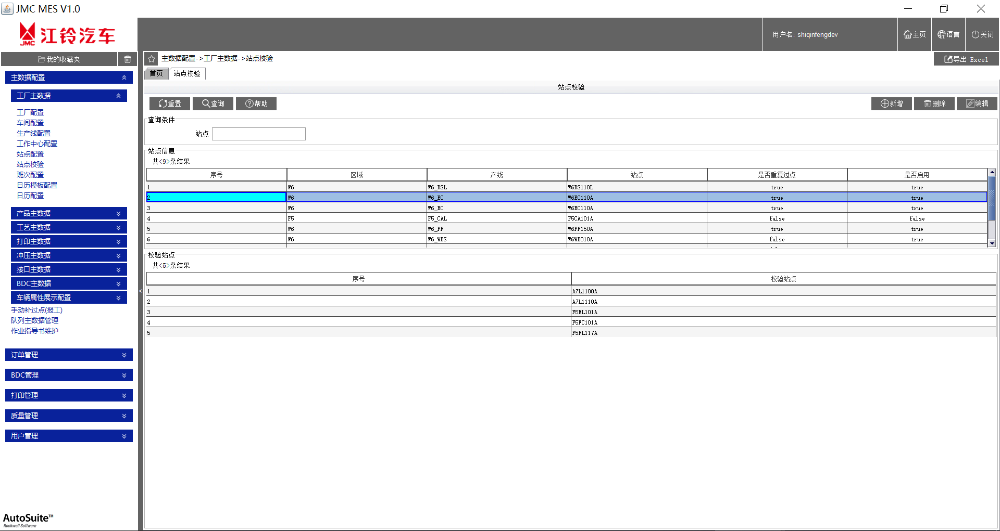 JMC MES V1.0
JMC 江铃汽车
用户名: shiqinfengdev
主页
语言
关闭
我的收藏夹
主数据配置->工厂主数据->站点校验
导出 Excel
主数据配置
工厂主数据
工厂配置
车间配置
生产线配置
工作中心配置
站点配置
站点校验
班次配置
日历模板配置
日历配置
产品主数据
工艺主数据
打印主数据
冲压主数据
接口主数据
BDC主数据
车辆属性展示配置
手动补过点(报工)
队列主数据管理
作业指导书维护
订单管理
BDC管理
打印管理
质量管理
用户管理
AutoSuite™
Rockwell Software
<
首页 站点校验
站点校验
重置 查询 帮助 新增 删除 编辑
查询条件
站点
站点信息
共<9>条结果
序号 区域 产线 站点 是否重复过点 是否启用
1 W6 W6_BSL W6BS110L true true
2 W6 W6_EC W6EC110A true true
3 W6 W6_EC W6EC110A true true
4 F5 F5_CAL F5CA101A false false
5 W6 W6_FF W6FF150A true true
6 W6 W6_WBS W6WB010A false true
校验站点
共<5>条结果
序号 校验站点
1 A7L1100A
2 A7L1110A
3 F5EL101A
4 F5FC101A
5 F5FL117A